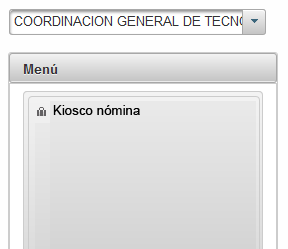 COORDINACION GENERAL DE TECNO
Menú
Kiosco nómina